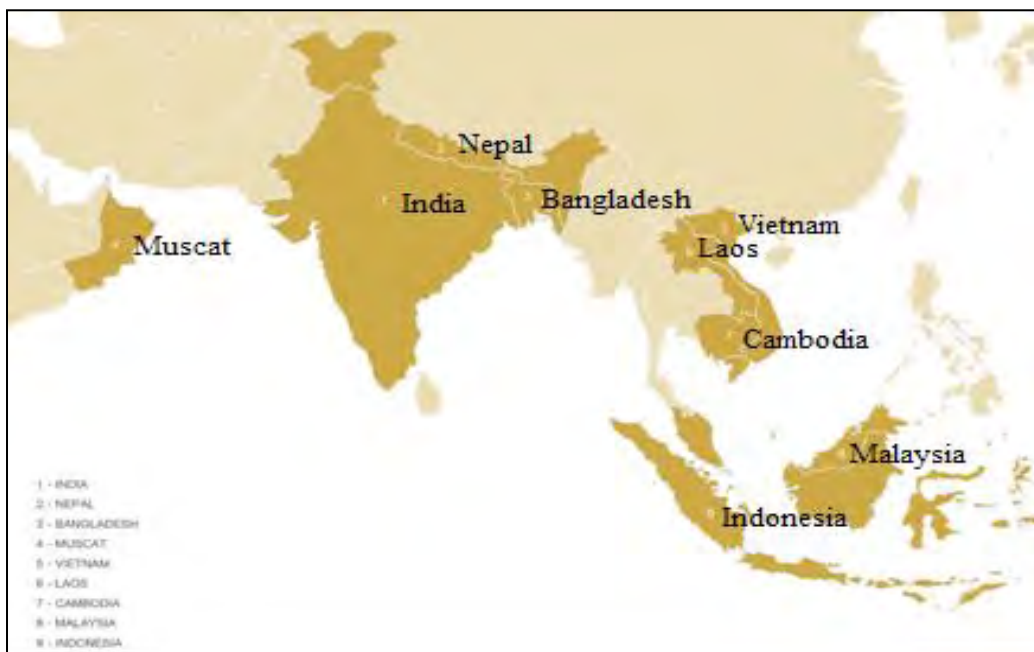 Nepal
India
Bangladesh
Muscat
Vietnam
Laos
Cambodia
Malaysia
Indonesia
1 - INDIA
2 - NEPAL
3 - BANGLADESH
4 - MUSCAT
5 - VIETNAM
6 - LAOS
7 - CAMBODIA
8 - MALAYSIA
9 - INDONESIA